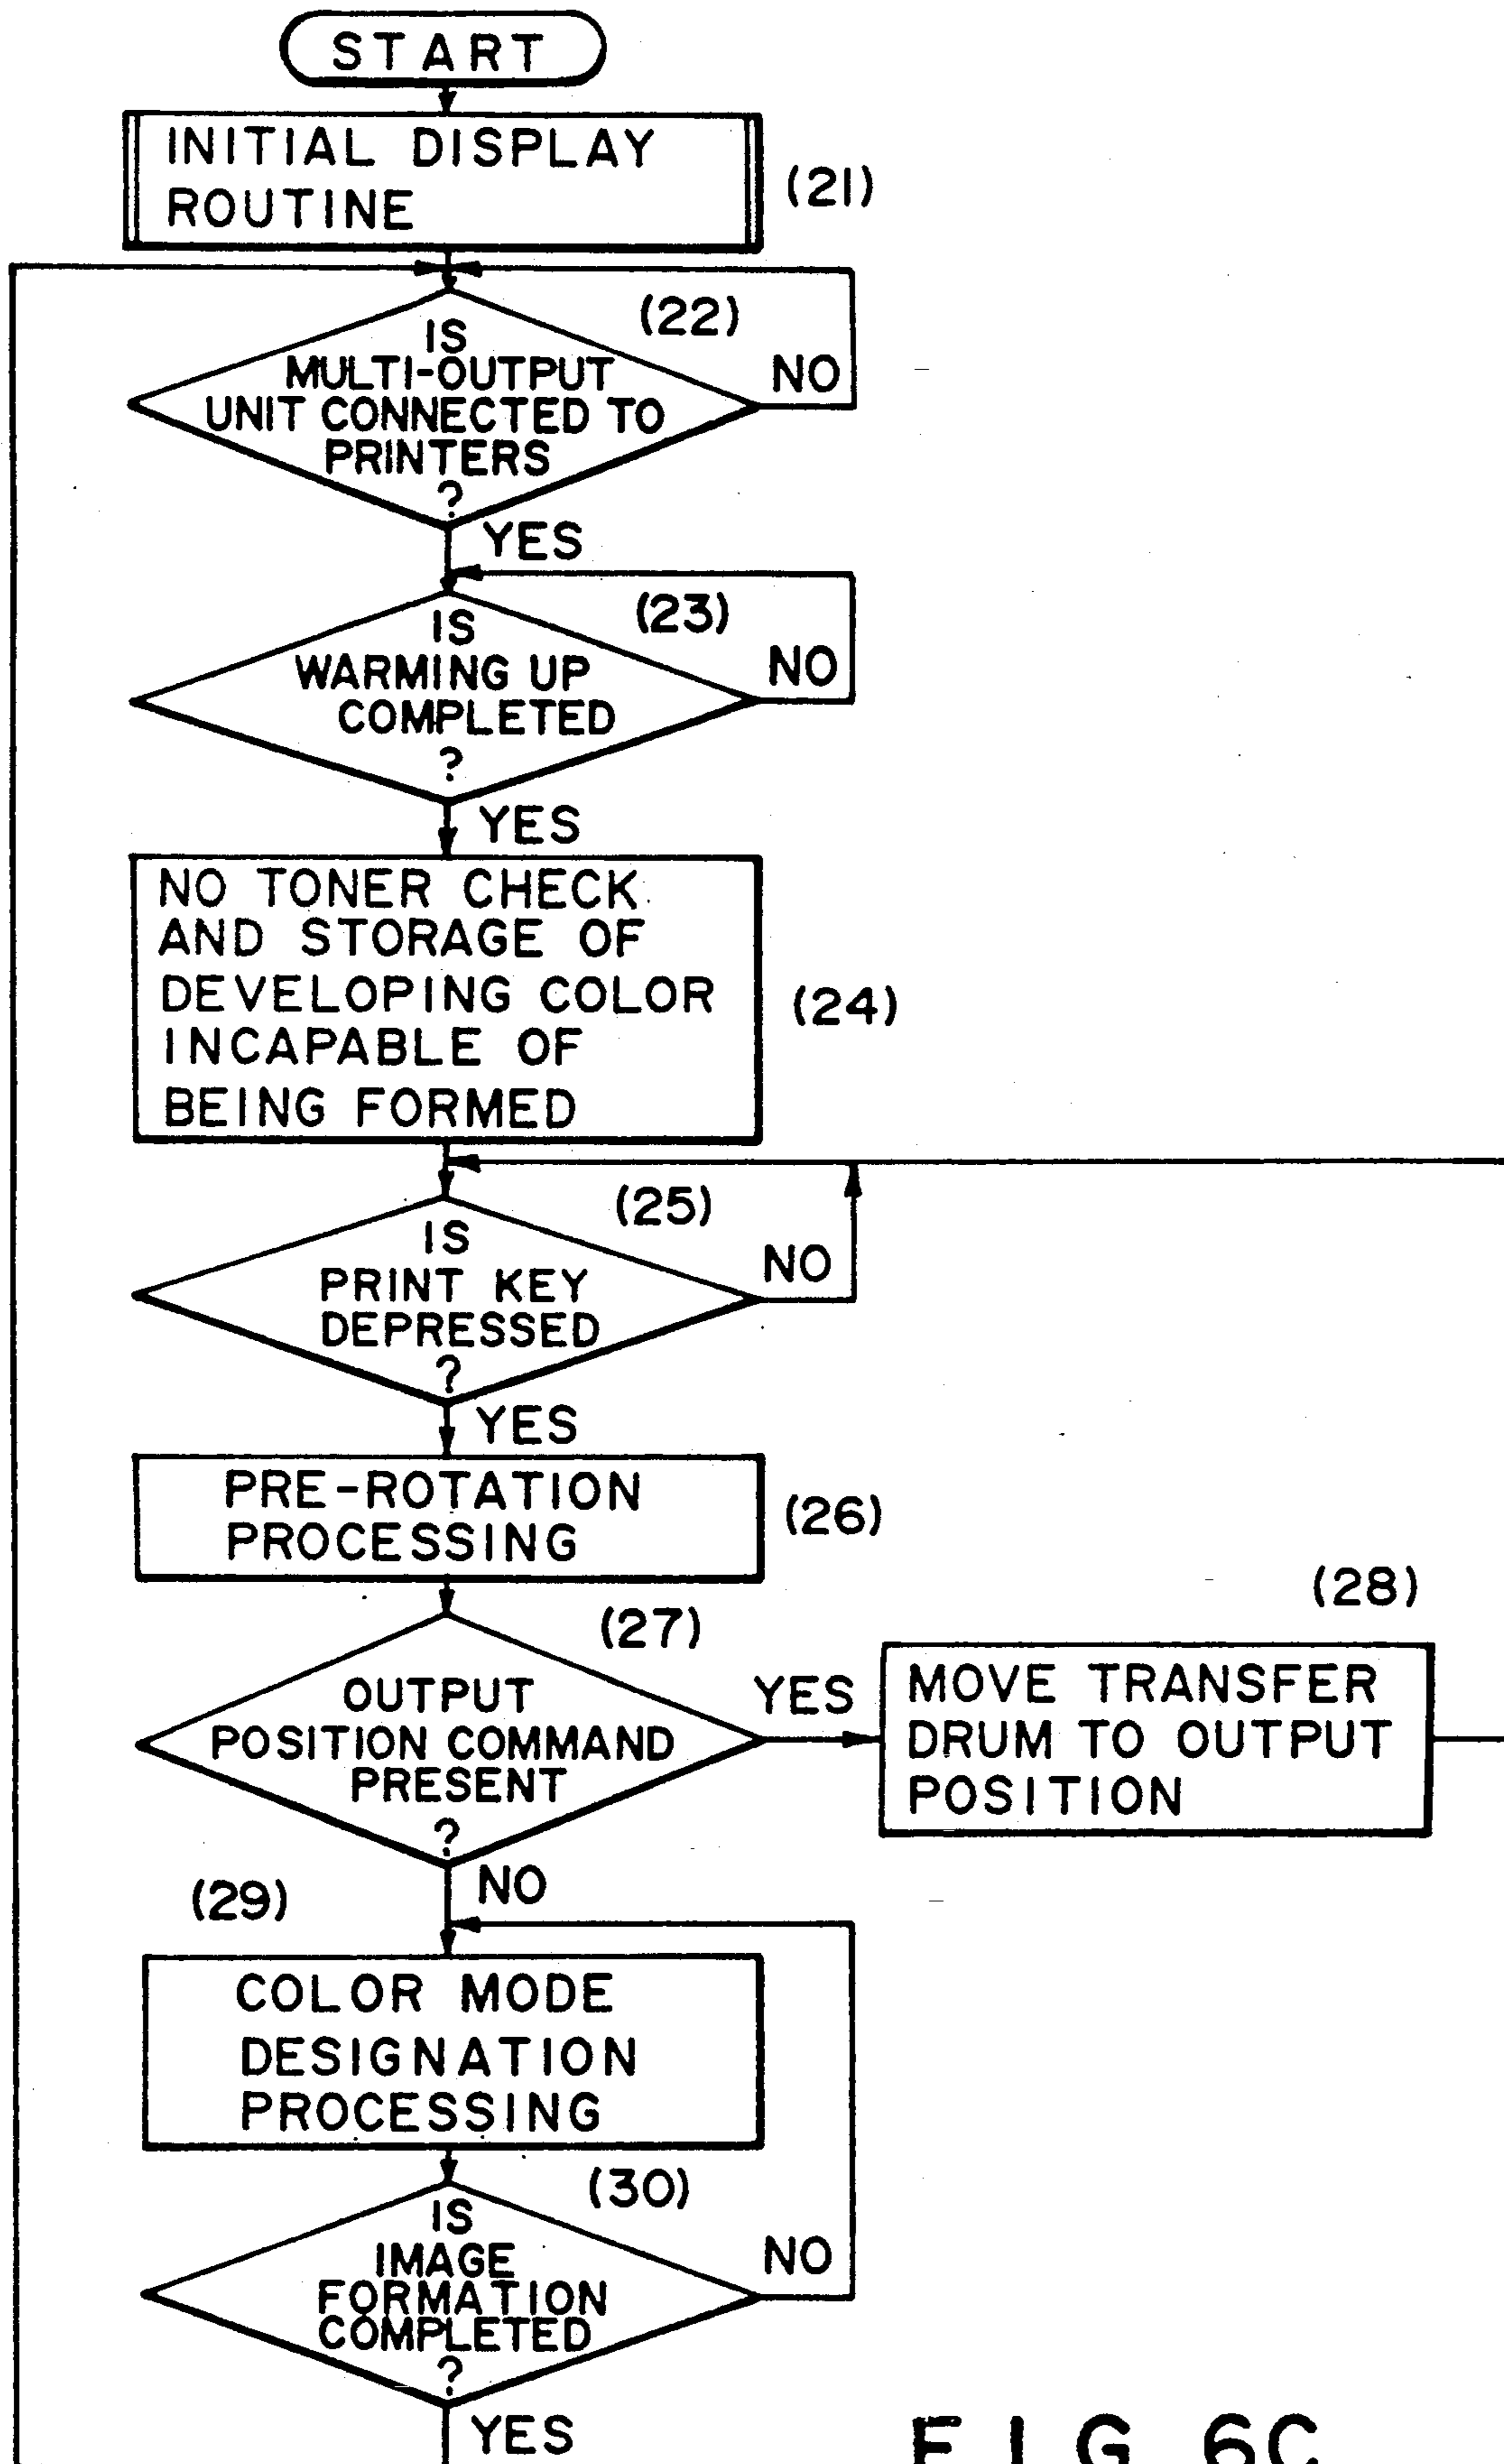 START
INITIAL DISPLAY
ROUTINE
(21)
(22)
IS
MULTI-OUTPUT
UNIT CONNECTED TO
PRINTERS
?
NO
YES
(23)
IS
WARMING UP
COMPLETED
?
NO
YES
NO TONER CHECK
AND STORAGE OF
DEVELOPING COLOR
INCAPABLE OF
BEING FORMED
(24)
(25)
IS
PRINT KEY
DEPRESSED
?
NO
YES
PRE-ROTATION
PROCESSING
(26)
(27)
OUTPUT
POSITION COMMAND
PRESENT
?
YES
(28)
MOVE TRANSFER
DRUM TO OUTPUT
POSITION
NO
(29)
COLOR MODE
DESIGNATION
PROCESSING
(30)
IS
IMAGE
FORMATION
COMPLETED
?
NO
YES
FIG 6C